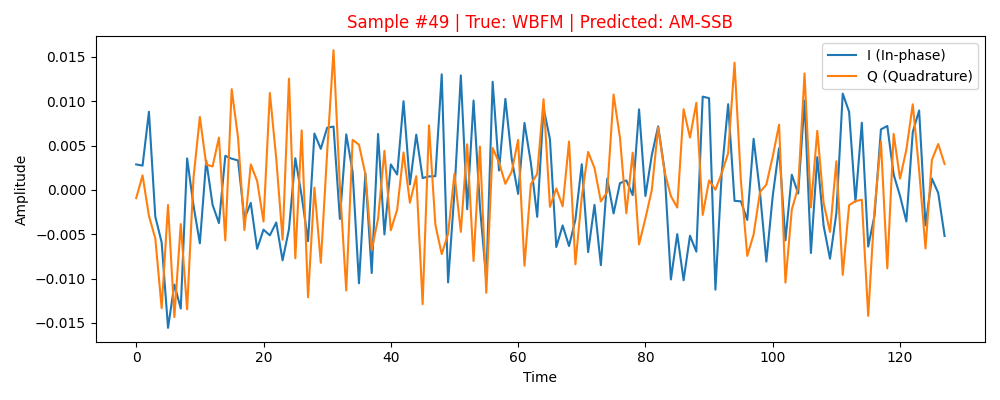 Sample #49 | True: WBFM | Predicted: AM-SSB
I (In-phase)
Q (Quadrature)
Amplitude
0.015
0.010
0.005
0.000
−0.005
−0.010
−0.015
0 20 40 60 80 100 120
Time